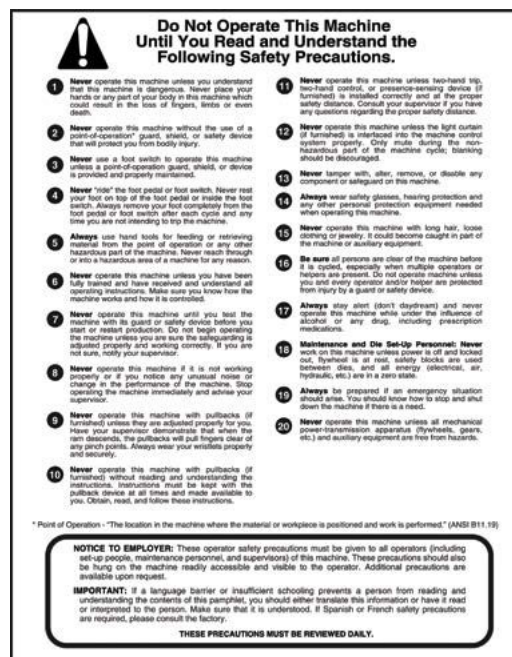 Do Not Operate This Machine
Until You Read and Understand the
Following Safety Precautions.
1 Never operate this machine unless you understand
that this machine is dangerous. Never place your
hands or any part of your body in this machine which
could result in the loss of fingers, limbs or even
death.
2 Never operate this machine without the use of a
point-of-operation* guard, shield, or safety device
that will protect you from bodily injury.
3 Never use a foot switch to operate this machine
unless a point-of-operation guard, shield, or device
is provided and properly maintained.
4 Never "ride" the foot pedal or foot switch. Never rest
your foot on top of the foot pedal or inside the foot
switch. Always remove your foot completely from the
foot pedal or foot switch after each cycle and any
time you are not intending to trip the machine.
5 Always use hand tools for feeding or retrieving
material from the point of operation or any other
hazardous part of the machine. Never reach through
or into a hazardous area of a machine for any reason.
6 Never operate this machine unless you have been
fully trained and have received and understand all
operating instructions. Make sure you know how the
machine works and how it is controlled.
7 Never operate this machine until you test the
machine with its guard or safety device before you
start or restart production. Do not begin operating
the machine unless you are sure the safeguarding is
adjusted properly and working correctly. If you are
not sure, notify your supervisor.
8 Never operate this machine if it is not working
properly or if you notice any unusual noise or
change in the performance of the machine. Stop
operating the machine immediately and advise your
supervisor.
9 Never operate this machine with pullbacks (if
furnished) unless they are adjusted properly for you.
Have your supervisor demonstrate that when the
ram descends, the pullbacks will pull fingers clear of
any pinch points. Always wear your wristlets properly
and securely.
10 Never operate this machine with pullbacks (if
furnished) without reading and understanding the
instructions. Instructions must be kept with the
pullback device at all times and made available to
you. Obtain, read, and follow these instructions.
11 Never operate this machine unless two-hand trip,
two-hand control, or presence-sensing device (if
furnished) is installed correctly and at the proper
safety distance. Consult your supervisor if you have
any questions regarding the proper safety distance.
12 Never operate this machine unless the light curtain
(if furnished) is interfaced into the machine control
system properly. Only mute during the non-
hazardous part of the machine cycle; blanking
should be discouraged.
13 Never tamper with, alter, remove, or disable any
component or safeguard on this machine.
14 Always wear safety glasses, hearing protection and
any other personal protection equipment needed
when operating this machine.
15 Never operate this machine with long hair, loose
clothing or jewelry. It could become caught in part of
the machine or auxiliary equipment.
16 Be sure all persons are clear of the machine before
it is cycled, especially when multiple operators or
helpers are present. Do not operate machine unless
you and every operator and/or helper are protected
from injury by a guard or safety device.
17 Always stay alert (don't daydream) and never
operate this machine while under the influence of
alcohol or any drug, including prescription
medications.
18 Maintenance and Die Set-Up Personnel: Never
work on this machine unless power is off and locked
out, flywheel is at rest, safety blocks are used
between dies, and all energy (electrical, air,
hydraulic, etc.) are in a zero state.
19 Always be prepared if an emergency situation
should arise. You should know how to stop and shut
down the machine if there is a need.
20 Never operate this machine unless all mechanical
power-transmission apparatus (flywheels, gears,
etc.) and auxiliary equipment are free from hazards.
* Point of Operation - "The location in the machine where the material or workpiece is positioned and work is performed." (ANSI B11.19)
NOTICE TO EMPLOYER: These operator safety precautions must be given to all operators (including
set-up people, maintenance personnel, and supervisors) of this machine. These precautions should also
be hung on the machine readily accessible and visible to the operator. Additional precautions are
available upon request.
IMPORTANT: If a language barrier or insufficient schooling prevents a person from reading and
understanding the contents of this pamphlet, you should either translate this information or have it read
or interpreted to the person. Make sure that it is understood. If Spanish or French safety precautions
are required, please consult the factory.
THESE PRECAUTIONS MUST BE REVIEWED DAILY.